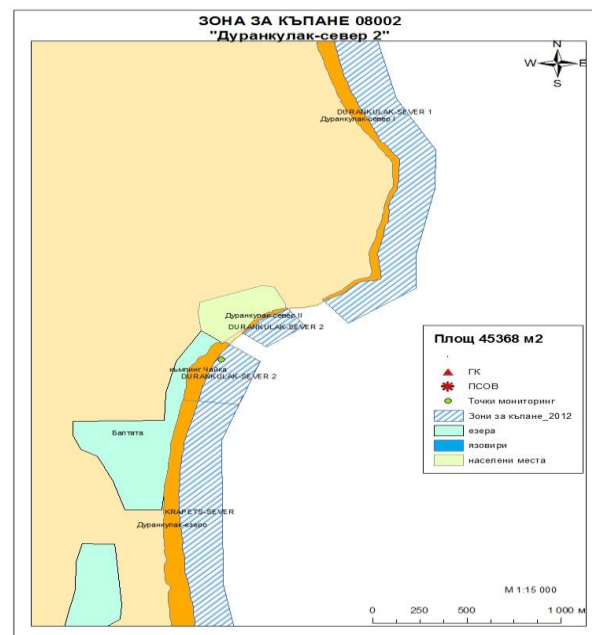 ЗОНА ЗА КЪПАНЕ 08002
"Дуранкулак-север 2"
N
W E
S
DURANKULAK-SEVER 1
Дуранкулак-север I
Дуранкулак-север II
DURANKULAK-SEVER 2
къмпинг Чайка
DURANKULAK-SEVER 2
Баптата
KRAPETS-SEVER
Дуранкулак-езеро
Площ 45368 м2
ГК
ПСОВ
Точки мониторинг
Зони за къпане_2012
езера
язовири
населени места
М 1:15 000
0 250 500 1 000 м